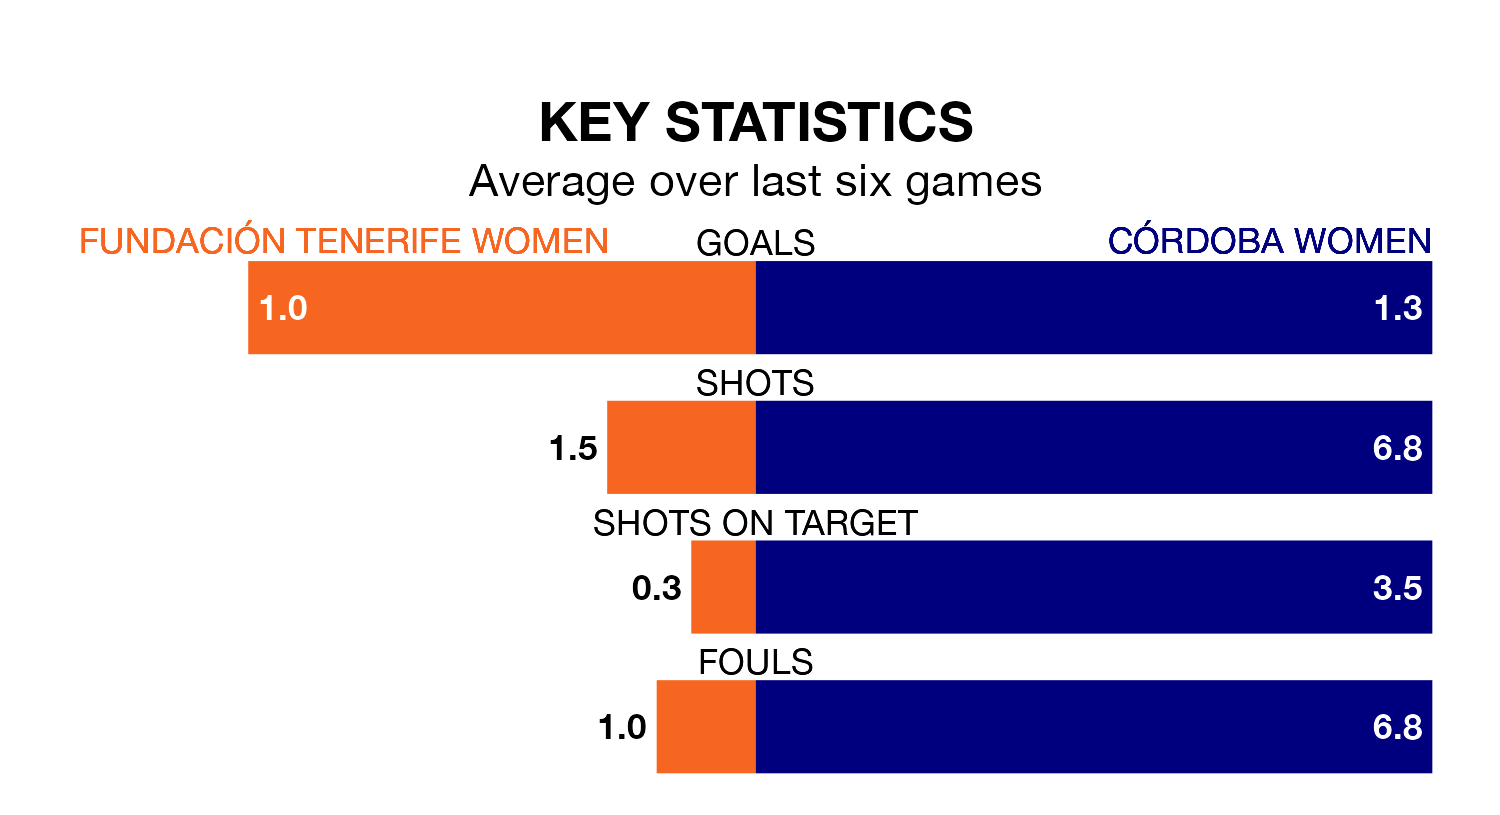 KEY STATISTICS
Average over last six games
FUNDACIÓN TENERIFE WOMEN GOALS CÓRDOBA WOMEN
1.0 1.3
SHOTS
1.5 6.8
SHOTS ON TARGET
0.3 3.5
FOULS
1.0 6.8